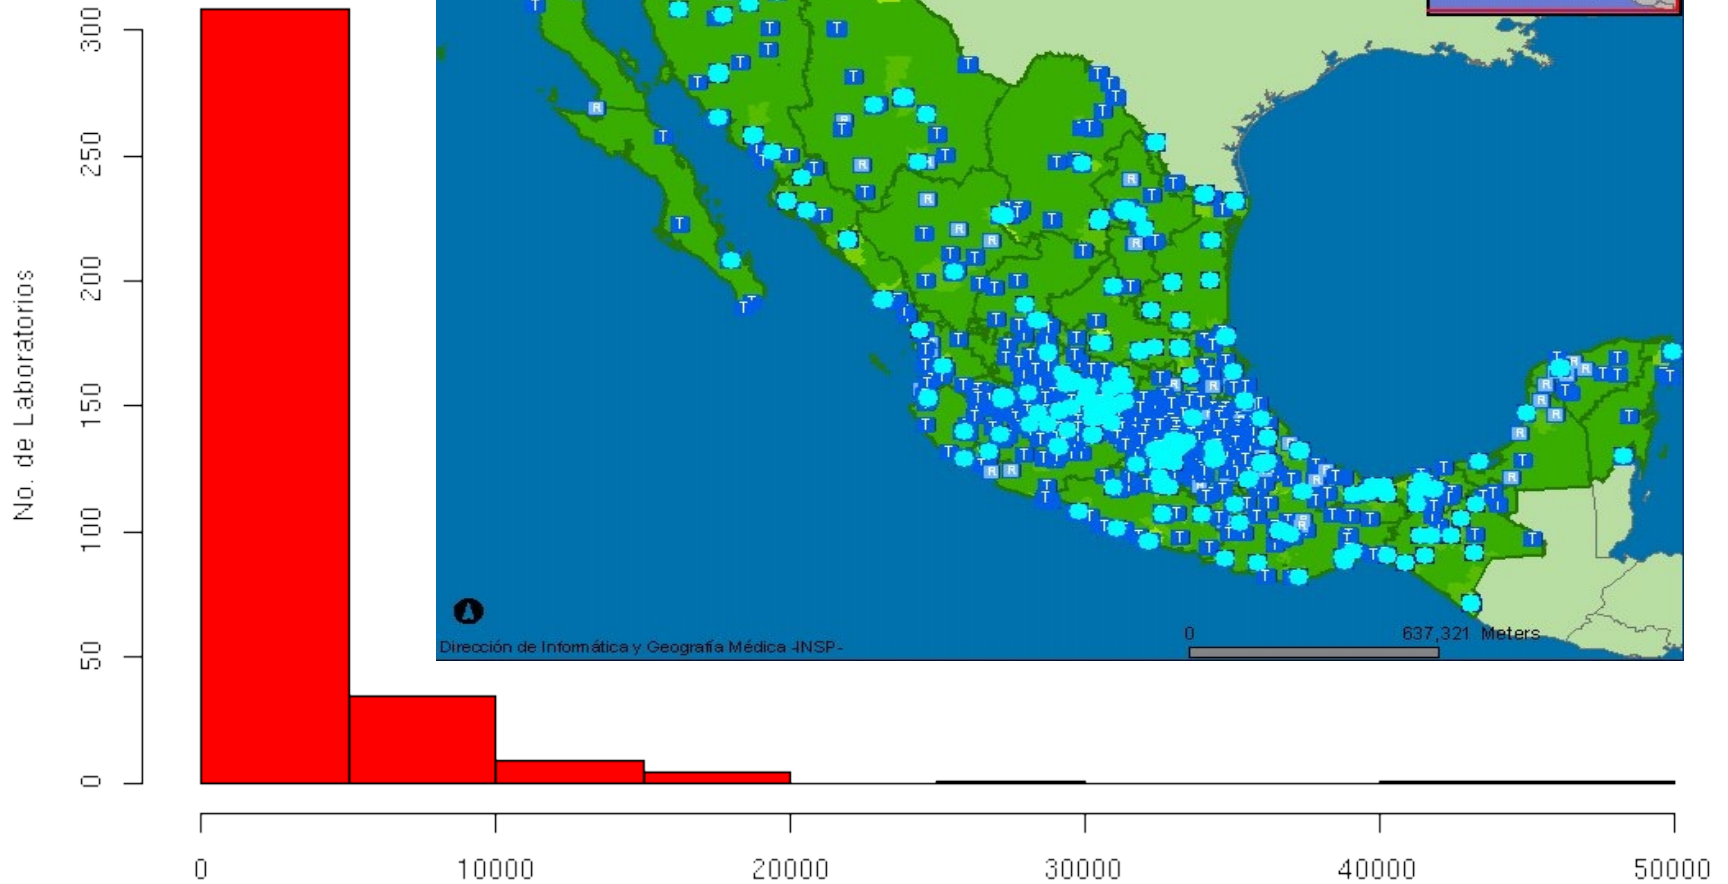 No. de Laboratorios
300
250
200
150
100
50
0
Dirección de Informática y Geografía Médica -INSP-
0 637,321 Meters
0 10000 20000 30000 40000 50000